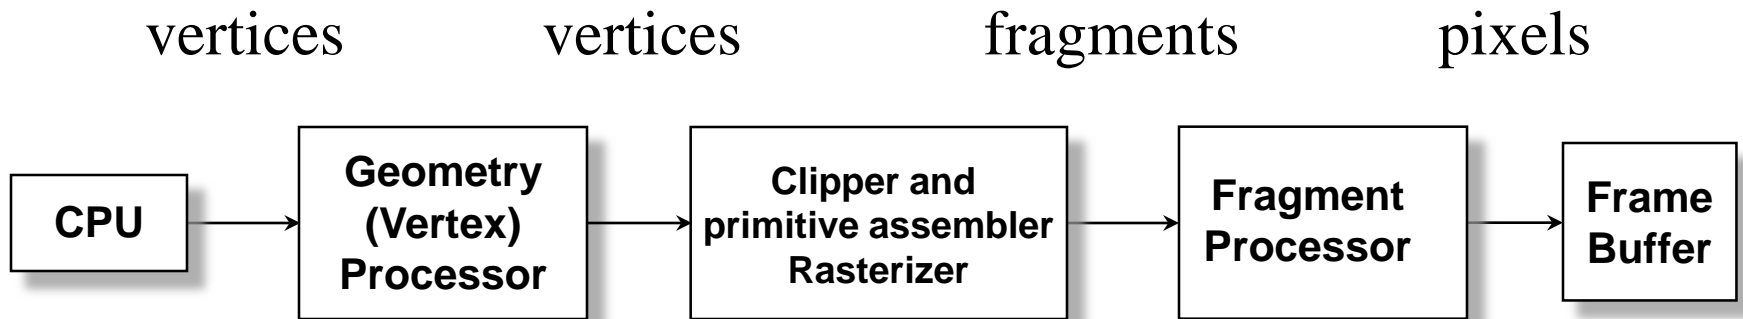 vertices vertices fragments pixels
CPU
Geometry
(Vertex)
Processor
Clipper and
primitive assembler
Rasterizer
Fragment
Processor
Frame
Buffer